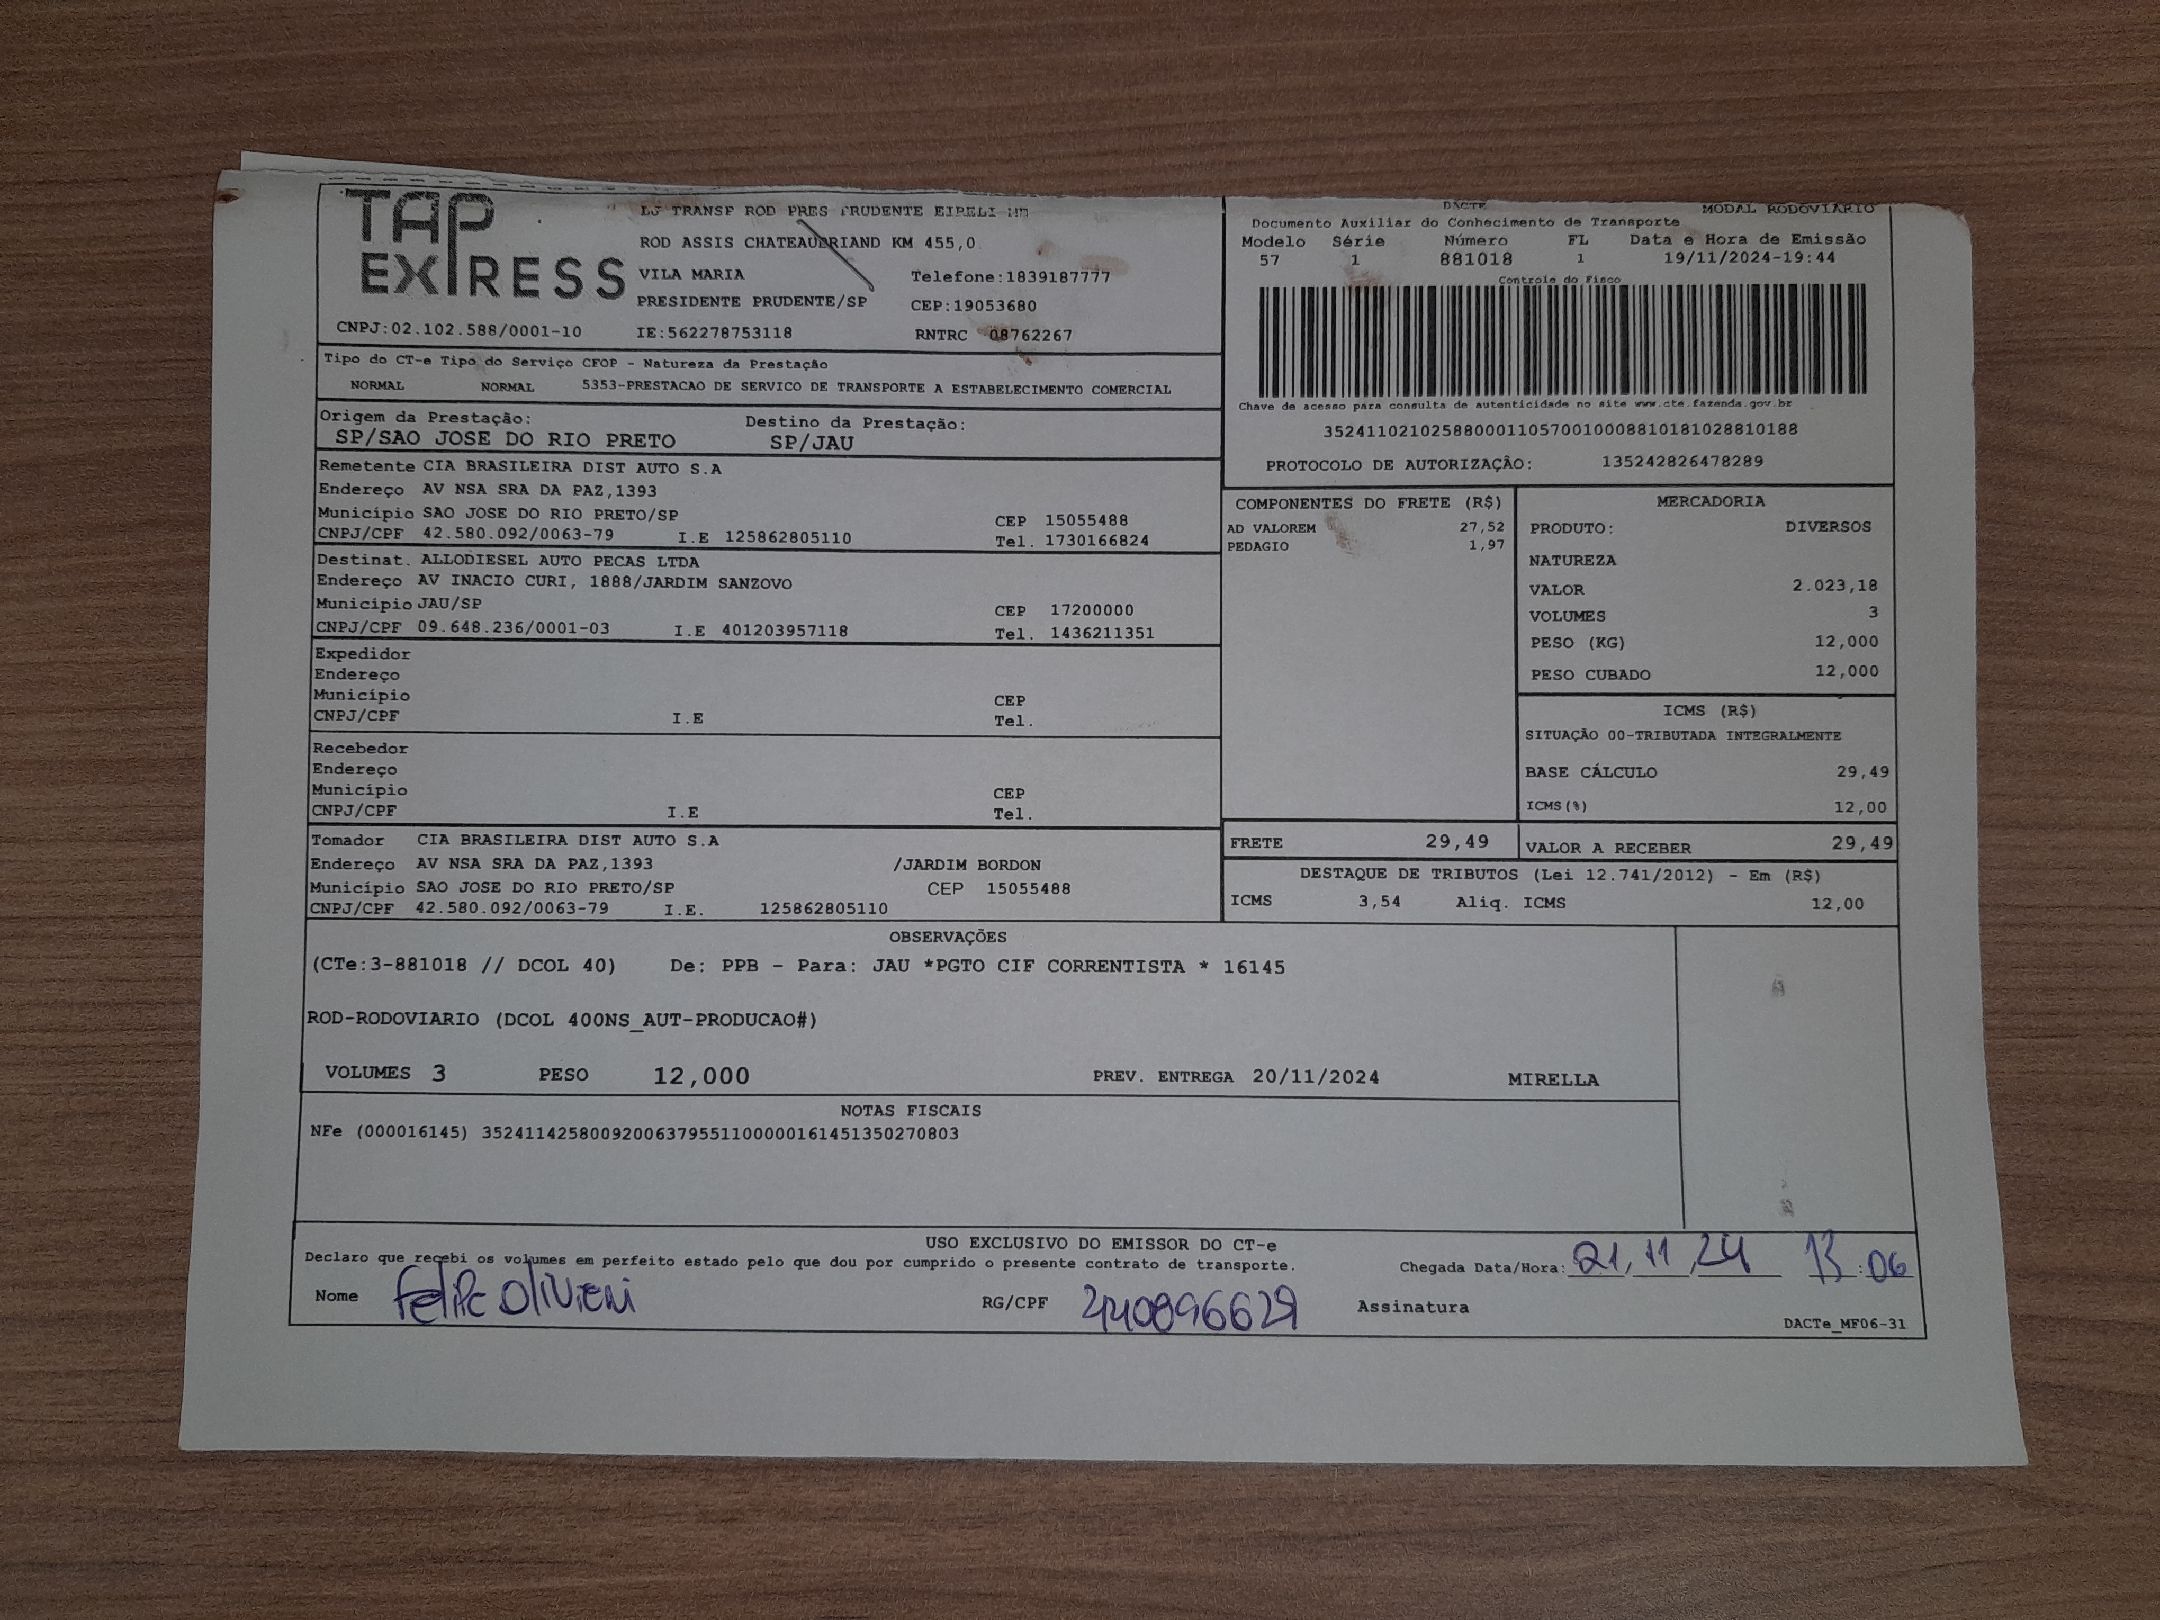 TAP EXPRESS
LJ TRANSF ROD PRES PRUDENTE EIRELI ME
ROD ASSIS CHATEAUBRIAND KM 455,0
VILA MARIA Telefone:1839187777
PRESIDENTE PRUDENTE/SP CEP:19053680
CNPJ:02.102.588/0001-10 IE:562278753118 RNTRC 08762267
DACTE MODAL RODOVIÁRIO
Documento Auxiliar do Conhecimento de Transporte
Modelo Série Número FL Data e Hora de Emissão
57 1 881018 1 19/11/2024-19:44
Controle do Fisco
Chave de acesso para consulta de autenticidade no site www.cte.fazenda.gov.br
35241102102588000110570010008810181028810188
PROTOCOLO DE AUTORIZAÇÃO: 135242826478289
Tipo do CT-e Tipo do Serviço CFOP - Natureza da Prestação
NORMAL NORMAL 5353-PRESTACAO DE SERVICO DE TRANSPORTE A ESTABELECIMENTO COMERCIAL
Origem da Prestação: Destino da Prestação:
SP/SAO JOSE DO RIO PRETO SP/JAU
Remetente CIA BRASILEIRA DIST AUTO S.A
Endereço AV NSA SRA DA PAZ,1393
Município SAO JOSE DO RIO PRETO/SP CEP 15055488
CNPJ/CPF 42.580.092/0063-79 I.E 125862805110 Tel. 1730166824
Destinat. ALLODIESEL AUTO PECAS LTDA
Endereço AV INACIO CURI, 1888/JARDIM SANZOVO
Município JAU/SP CEP 17200000
CNPJ/CPF 09.648.236/0001-03 I.E 401203957118 Tel. 1436211351
Expedidor
Endereço
Município CEP
CNPJ/CPF I.E Tel.
Recebedor
Endereço
Município CEP
CNPJ/CPF I.E Tel.
Tomador CIA BRASILEIRA DIST AUTO S.A
Endereço AV NSA SRA DA PAZ,1393 /JARDIM BORDON
Município SAO JOSE DO RIO PRETO/SP CEP 15055488
CNPJ/CPF 42.580.092/0063-79 I.E. 125862805110
COMPONENTES DO FRETE (R$)
AD VALOREM 27,52
PEDAGIO 1,97
MERCADORIA
PRODUTO: DIVERSOS
NATUREZA
VALOR 2.023,18
VOLUMES 3
PESO (KG) 12,000
PESO CUBADO 12,000
ICMS (R$)
SITUAÇÃO 00-TRIBUTADA INTEGRALMENTE
BASE CÁLCULO 29,49
ICMS(%) 12,00
FRETE 29,49 VALOR A RECEBER 29,49
DESTAQUE DE TRIBUTOS (Lei 12.741/2012) - Em (R$)
ICMS 3,54 Aliq. ICMS 12,00
OBSERVAÇÕES
(CTe:3-881018 // DCOL 40) De: PPB - Para: JAU *PGTO CIF CORRENTISTA * 16145
ROD-RODOVIARIO (DCOL 400NS_AUT-PRODUCAO#)
VOLUMES 3 PESO 12,000 PREV. ENTREGA 20/11/2024 MIRELLA
NOTAS FISCAIS
NFe (000016145) 35241142580092006379551100000161451350270803
USO EXCLUSIVO DO EMISSOR DO CT-e
Declaro que recebi os volumes em perfeito estado pelo que dou por cumprido o presente contrato de transporte.
Chegada Data/Hora: 21,11,24 13:06
Nome Felipe Olivieri RG/CPF 440896629 Assinatura
DACTe_MF06-31